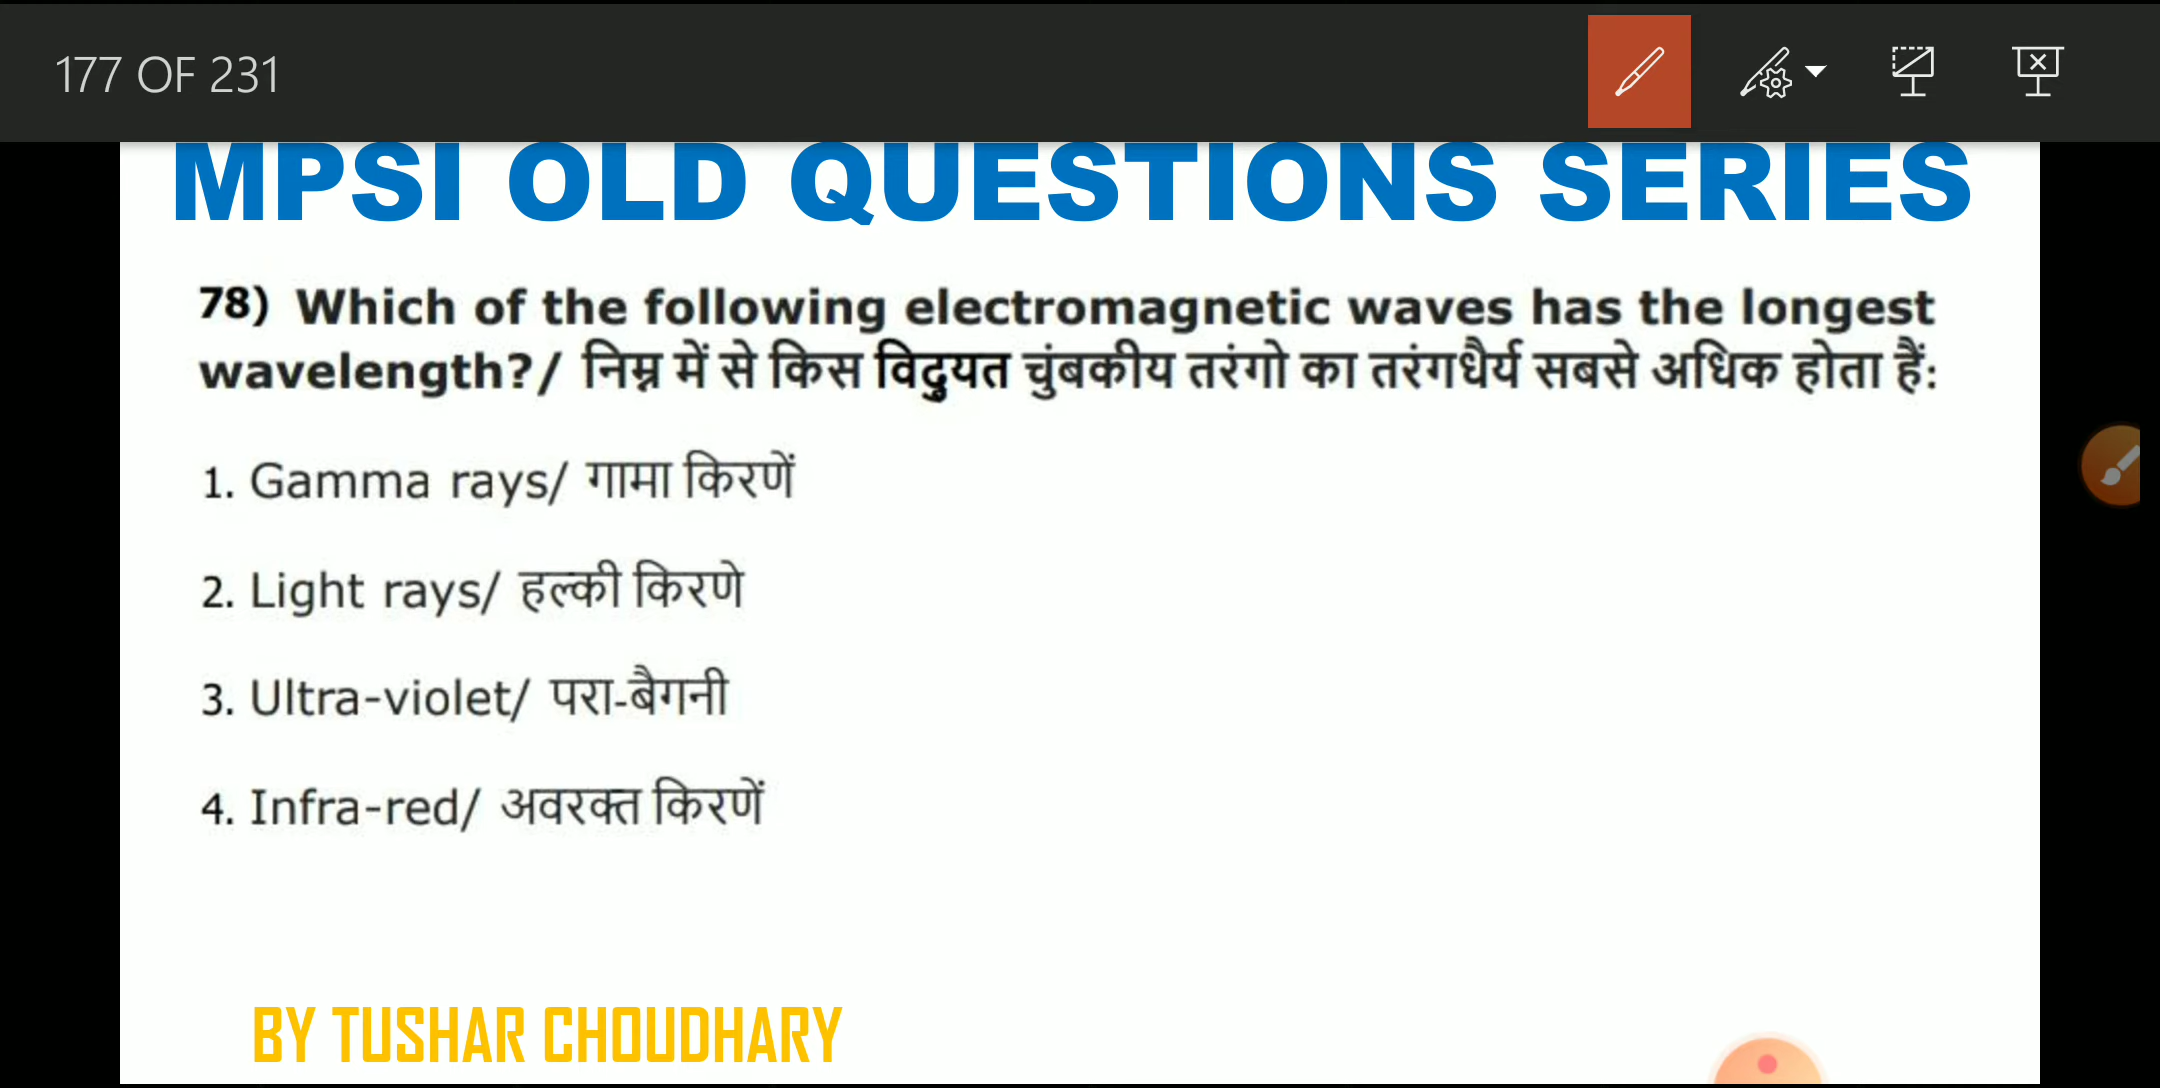 177 OF 231
MPSI OLD QUESTIONS SERIES
78) Which of the following electromagnetic waves has the longest
wavelength?/ निम्न में से किस विद्युयत चुंबकीय तरंगो का तरंगधैर्य सबसे अधिक होता हैं:
1. Gamma rays/ गामा किरणें
2. Light rays/ हल्की किरणे
3. Ultra-violet/ परा-बैगनी
4. Infra-red/ अवरक्त किरणें
BY TUSHAR CHOUDHARY